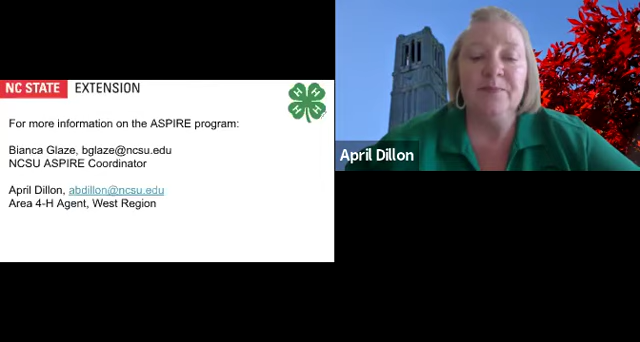 NC STATE EXTENSION
For more information on the ASPIRE program:
Bianca Glaze, bglaze@ncsu.edu
NCSU ASPIRE Coordinator
April Dillon, abdillon@ncsu.edu
Area 4-H Agent, West Region
H H
H H
April Dillon